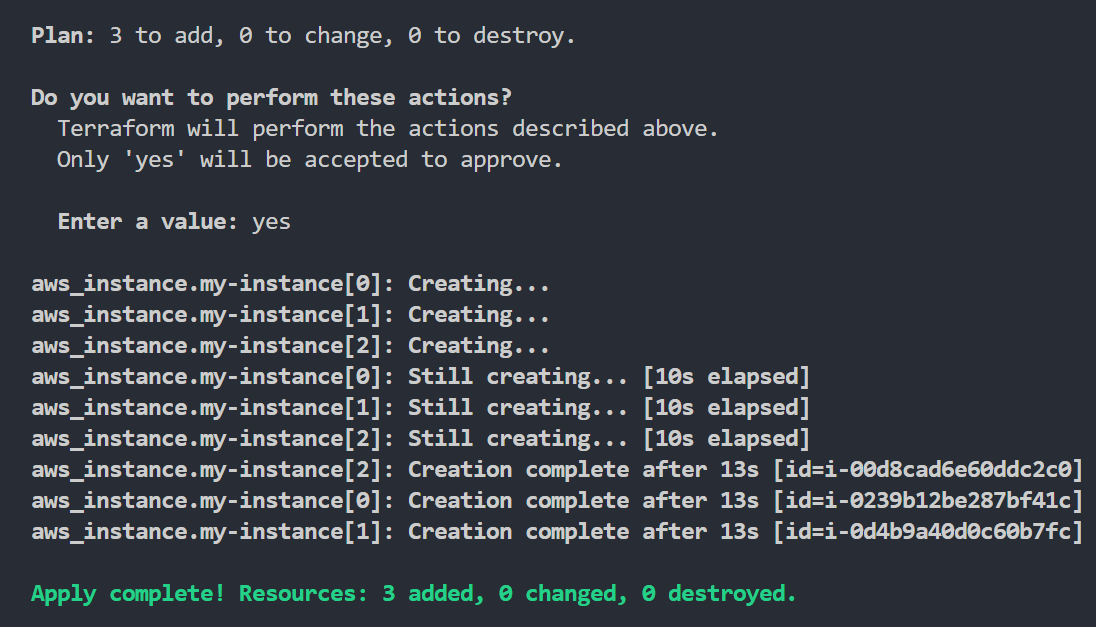 Plan: 3 to add, 0 to change, 0 to destroy.
Do you want to perform these actions?
Terraform will perform the actions described above.
Only 'yes' will be accepted to approve.
Enter a value: yes
aws_instance.my-instance[0]: Creating...
aws_instance.my-instance[1]: Creating...
aws_instance.my-instance[2]: Creating...
aws_instance.my-instance[0]: Still creating... [10s elapsed]
aws_instance.my-instance[1]: Still creating... [10s elapsed]
aws_instance.my-instance[2]: Still creating... [10s elapsed]
aws_instance.my-instance[2]: Creation complete after 13s [id=i-00d8cad6e60ddc2c0]
aws_instance.my-instance[0]: Creation complete after 13s [id=i-0239b12be287bf41c]
aws_instance.my-instance[1]: Creation complete after 13s [id=i-0d4b9a40d0c60b7fc]
Apply complete! Resources: 3 added, 0 changed, 0 destroyed.